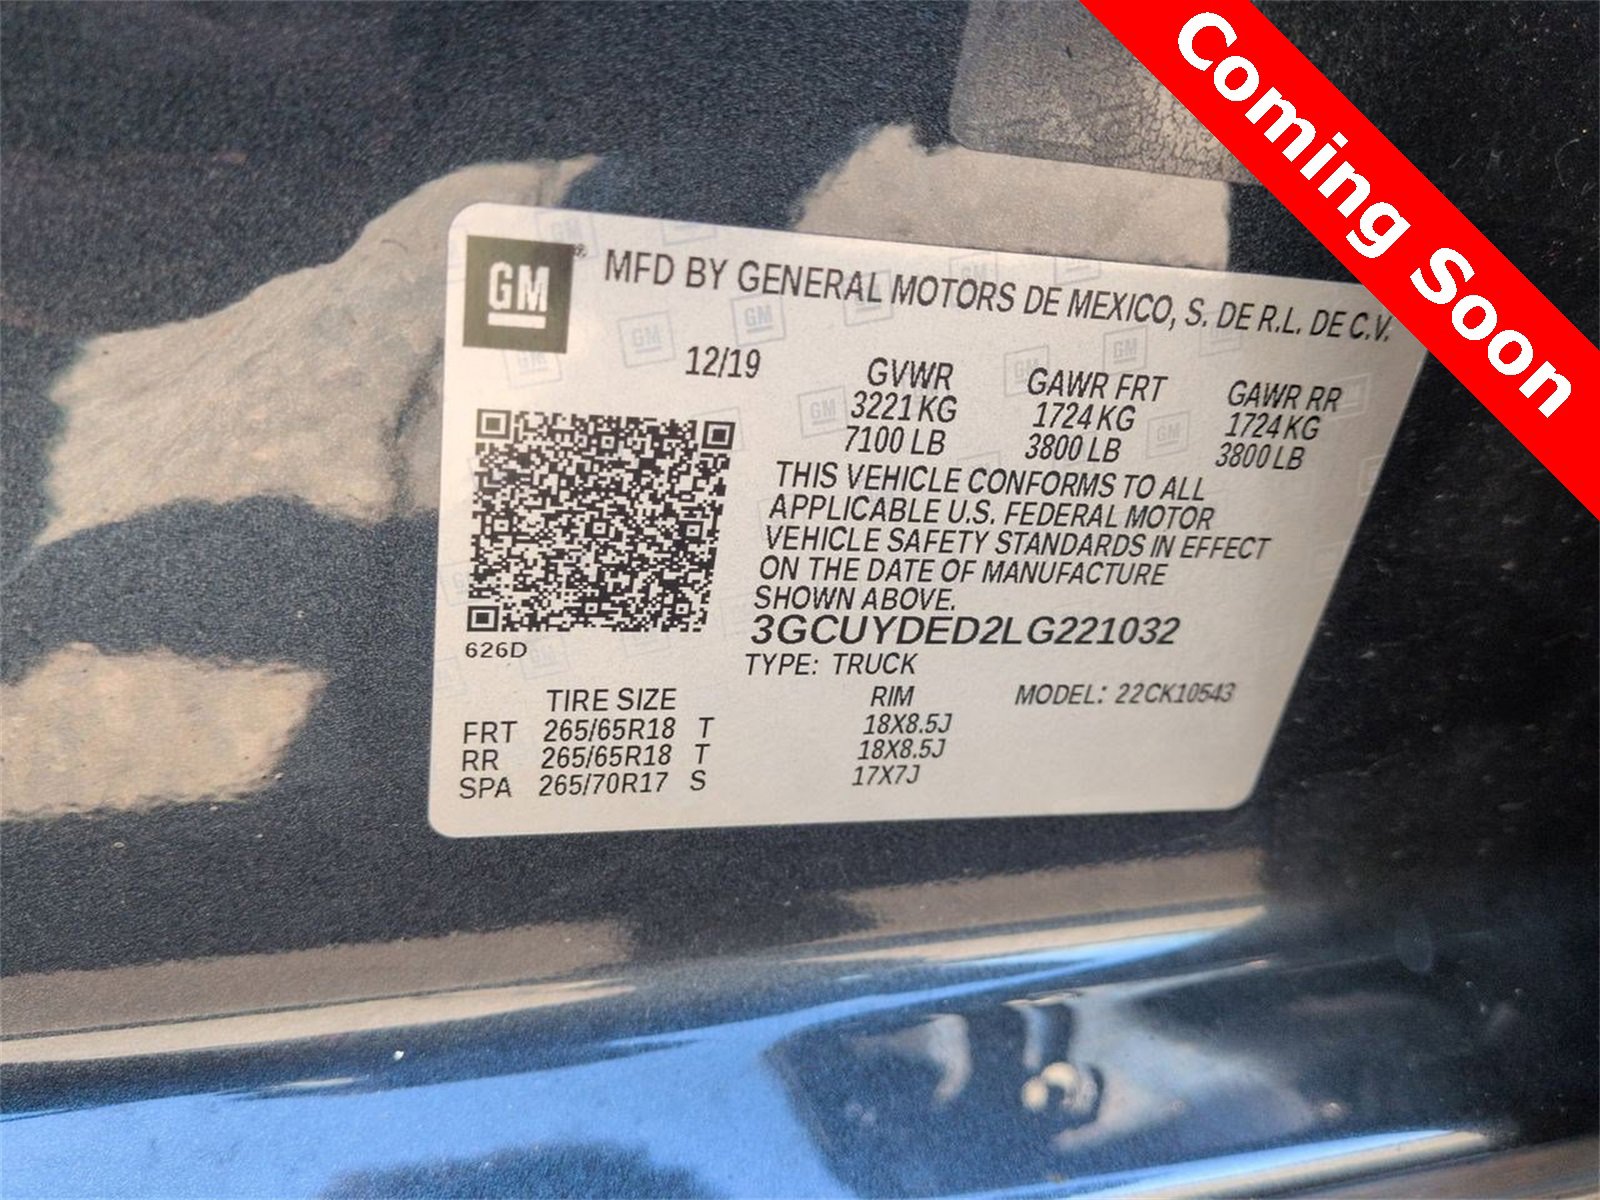 Coming Soon
GM ® MFD BY GENERAL MOTORS DE MEXICO, S. DE R.L. DE C.V.
12/19
GVWR GAWR FRT GAWR RR
3221 KG 1724 KG 1724 KG
7100 LB 3800 LB 3800 LB
THIS VEHICLE CONFORMS TO ALL
APPLICABLE U.S. FEDERAL MOTOR
VEHICLE SAFETY STANDARDS IN EFFECT
ON THE DATE OF MANUFACTURE
SHOWN ABOVE.
3GCUYDED2LG221032
626D
TYPE: TRUCK
TIRE SIZE RIM MODEL: 22CK10543
FRT 265/65R18 T 18X8.5J
RR 265/65R18 T 18X8.5J
SPA 265/70R17 S 17X7J